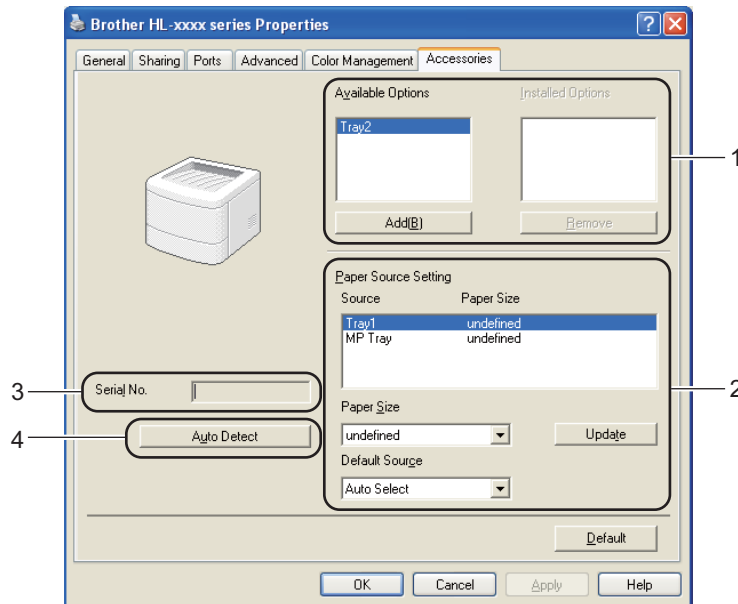 Brother HL-xxxx series Properties
General Sharing Ports Advanced Color Management Accessories
Available Options Installed Options
Tray2
1
Add(B) Remove
Paper Source Setting
Source Paper Size
Tray1 undefined
MP Tray undefined
3 Serial No. 2
Paper Size
4 Auto Detect undefined Update
Default Source
Auto Select
Default
OK Cancel Apply Help